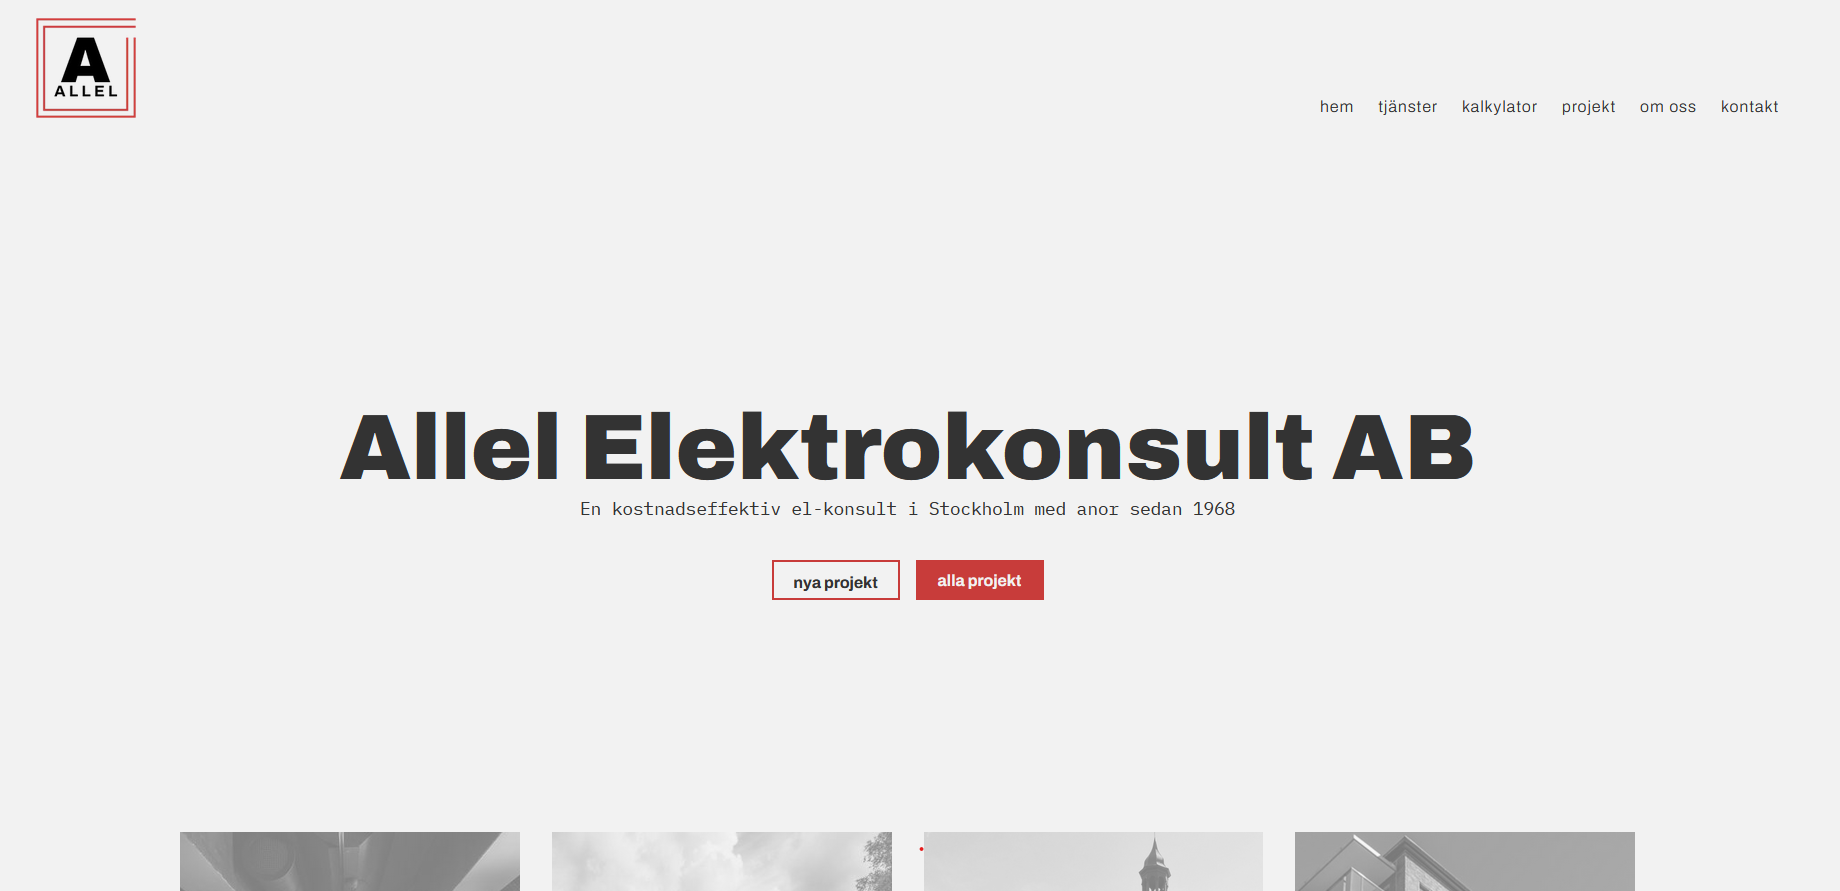 A
ALLEL
hem tjänster kalkylator projekt om oss kontakt
Allel Elektrokonsult AB
En kostnadseffektiv el-konsult i Stockholm med anor sedan 1968
nya projekt alla projekt